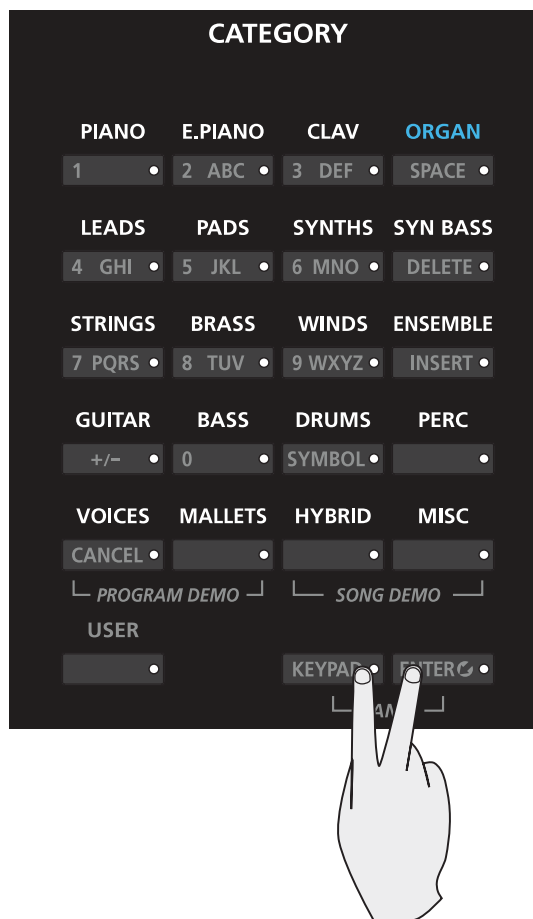 CATEGORY
PIANO E.PIANO CLAV ORGAN
1 2 ABC 3 DEF SPACE
LEADS PADS SYNTHS SYN BASS
4 GHI 5 JKL 6 MNO DELETE
STRINGS BRASS WINDS ENSEMBLE
7 PQRS 8 TUV 9 WXYZ INSERT
GUITAR BASS DRUMS PERC
+/– 0 SYMBOL
VOICES MALLETS HYBRID MISC
CANCEL
PROGRAM DEMO SONG DEMO
USER
KEYPAD ENTER